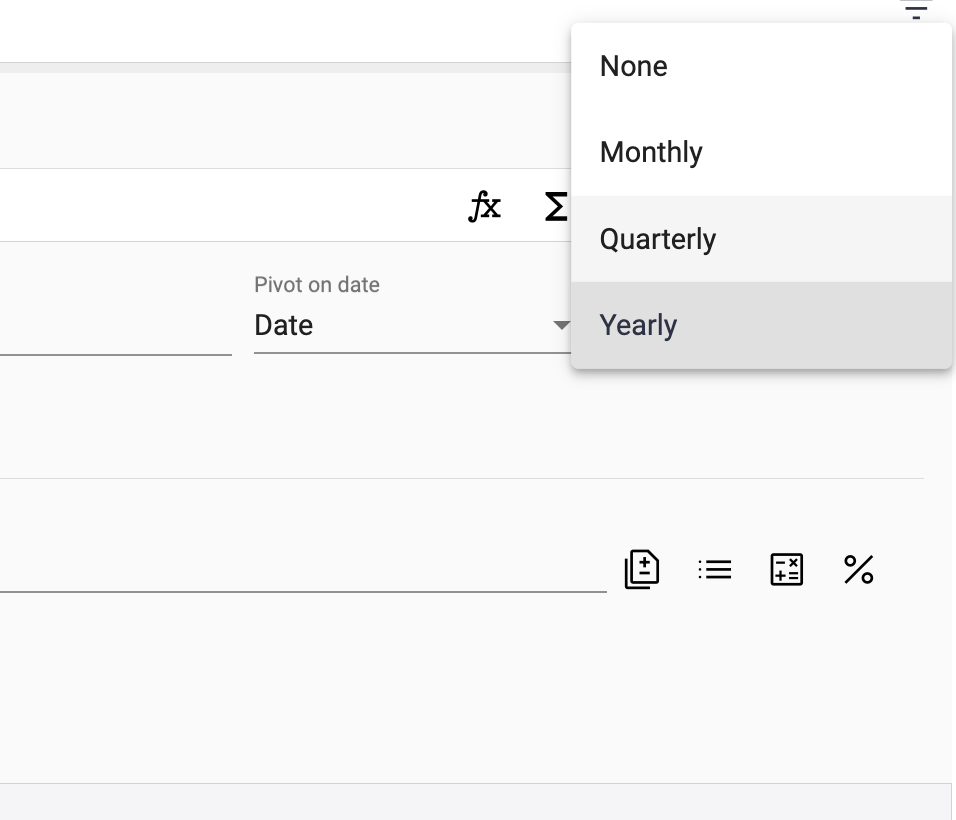 None
Monthly
Quarterly
Yearly
Pivot on date
Date